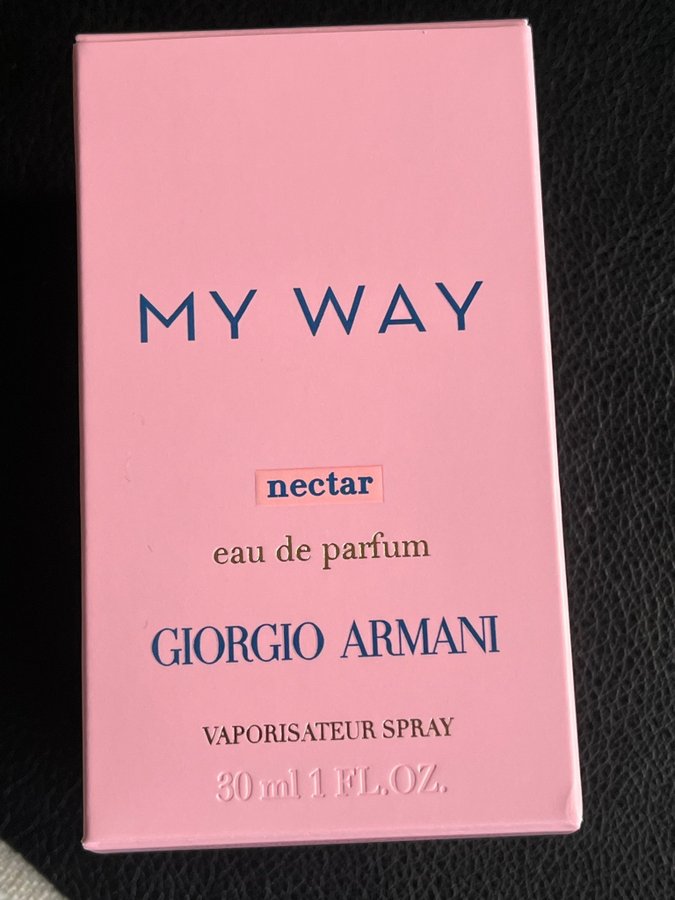 MY WAY
nectar
eau de parfum
GIORGIO ARMANI
VAPORISATEUR SPRAY
30 ml 1 FL.OZ.